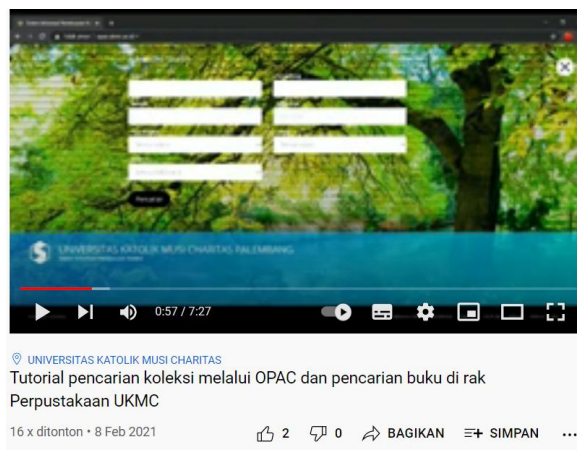 UNIVERSITAS KATOLIK MUSI CHARITAS PALEMBANG
0:57 / 7:27
UNIVERSITAS KATOLIK MUSI CHARITAS
Tutorial pencarian koleksi melalui OPAC dan pencarian buku di rak
Perpustakaan UKMC
16 x ditonton • 8 Feb 2021 2 0 BAGIKAN SIMPAN